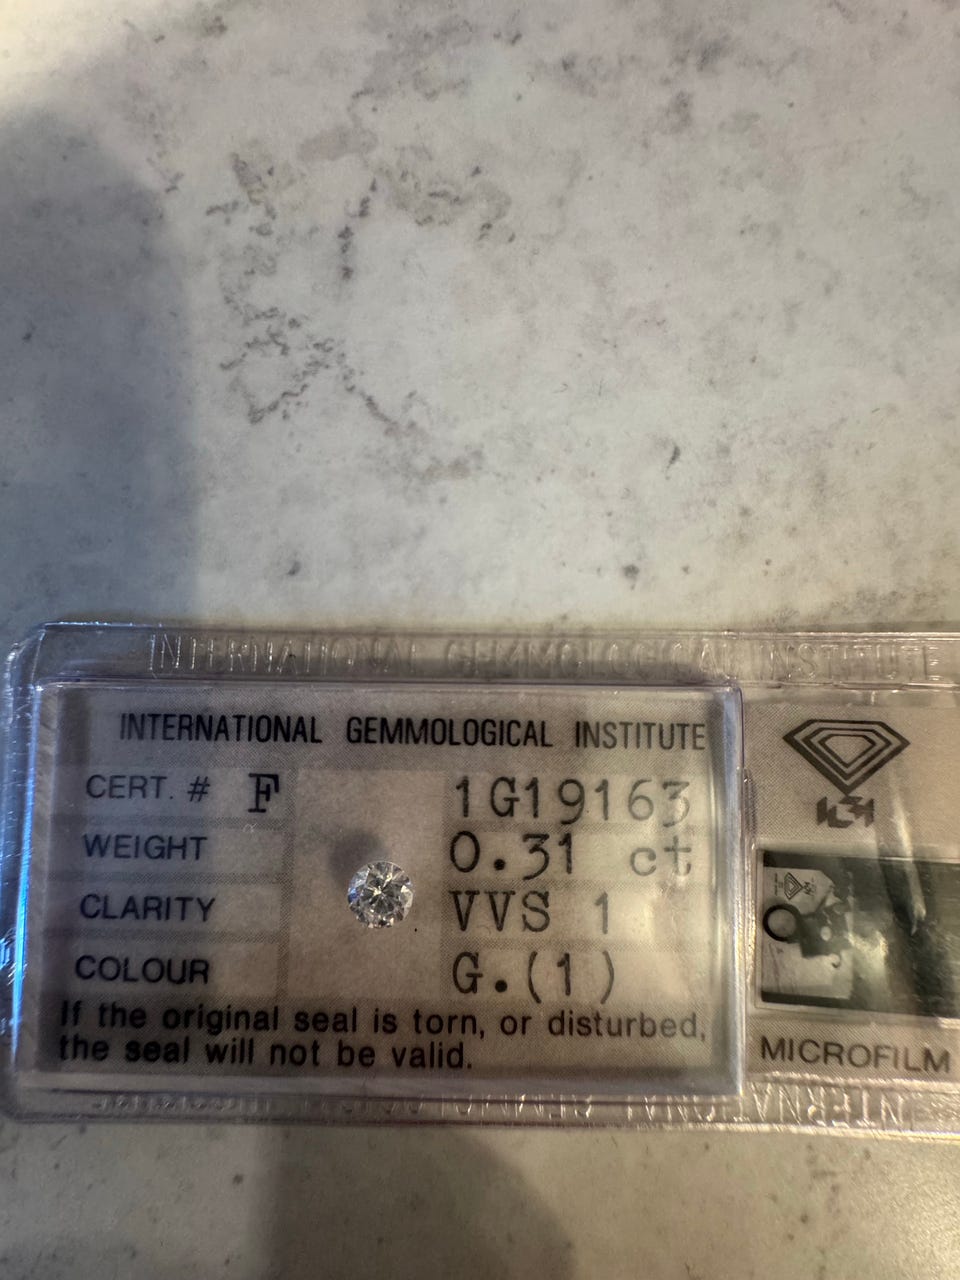 INTERNATIONAL GEMMOLOGICAL INSTITUTE
INTERNATIONAL GEMMOLOGICAL INSTITUTE
CERT. # F 1G19163
WEIGHT 0.31 ct
CLARITY VVS 1
COLOUR G.(1)
If the original seal is torn, or disturbed,
the seal will not be valid.
MICROFILM